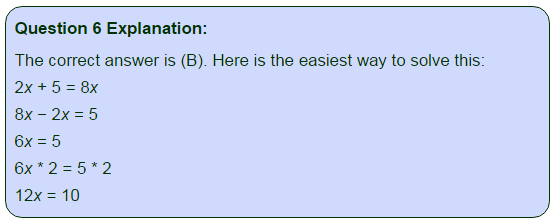 Question 6 Explanation:
The correct answer is (B). Here is the easiest way to solve this:
2x + 5 = 8x
8x − 2x = 5
6x = 5
6x * 2 = 5 * 2
12x = 10